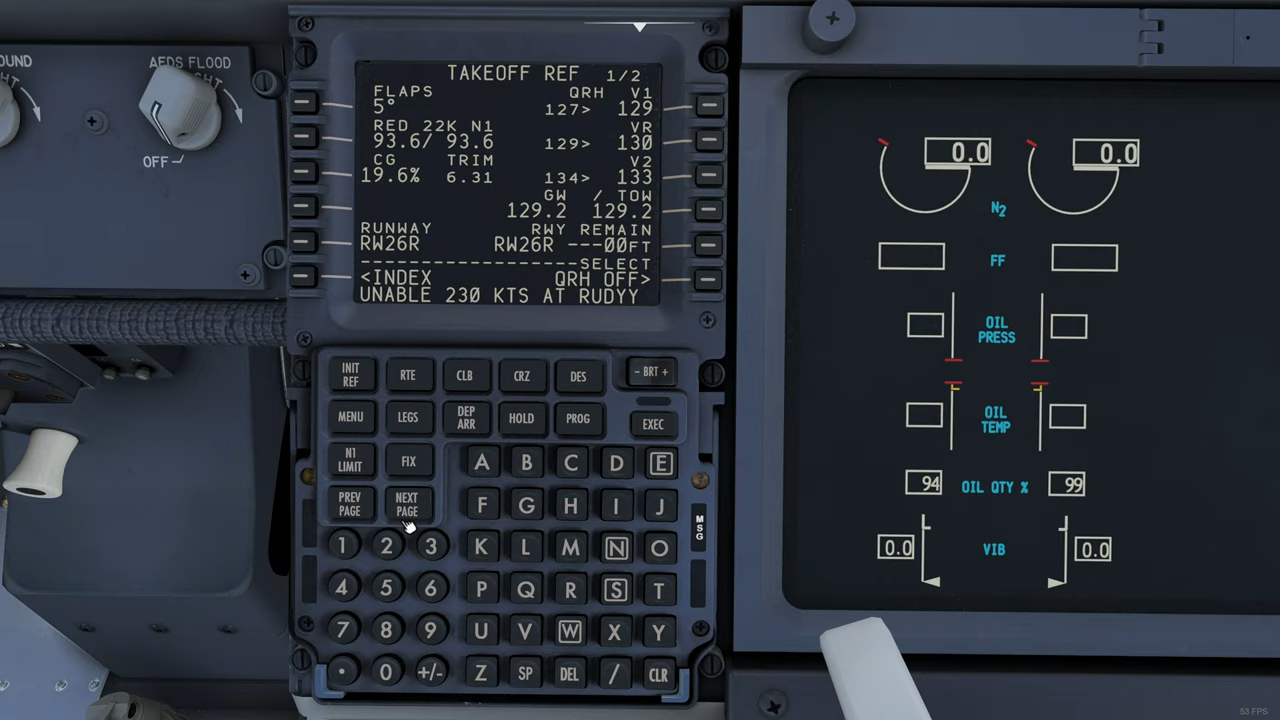 OUND
AFDS FLOOD
OFF
TAKEOFF REF 1/2
FLAPS QRH V1
5° 127> 129
RED 22K N1 VR
93.6/ 93.6 129> 130
CG TRIM V2
19.6% 6.31 134> 133
GW / TOW
129.2 129.2
RUNWAY RWY REMAIN
RW26R RW26R ---00FT
--------------------SELECT
<INDEX QRH OFF>
UNABLE 230 KTS AT RUDYY
INIT REF RTE CLB CRZ DES - BRT +
MENU LEGS DEP ARR HOLD PROG EXEC
N1 LIMIT FIX A B C D E
PREV PAGE NEXT PAGE F G H I J
MSG
1 2 3 K L M N O
4 5 6 P Q R S T
7 8 9 U V W X Y
. 0 +/- Z SP DEL / CLR
0.0 0.0
N2
FF
OIL PRESS
OIL TEMP
94 OIL QTY % 99
0.0 VIB 0.0
53 FPS